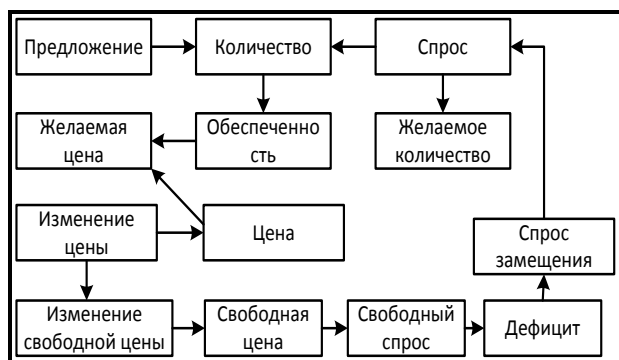 Предложение
Количество
Спрос
Желаемая
цена
Обеспеченно
сть
Желаемое
количество
Изменение
цены
Цена
Спрос
замещения
Изменение
свободной цены
Свободная
цена
Свободный
спрос
Дефицит